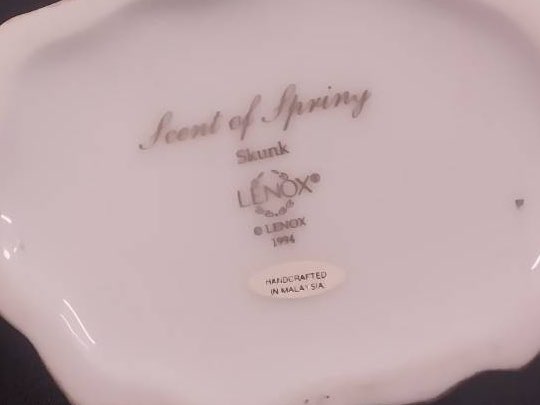 Scent of Spring
Skunk
LENOX®
© LENOX
1994
HANDCRAFTED
IN MALAYSIA